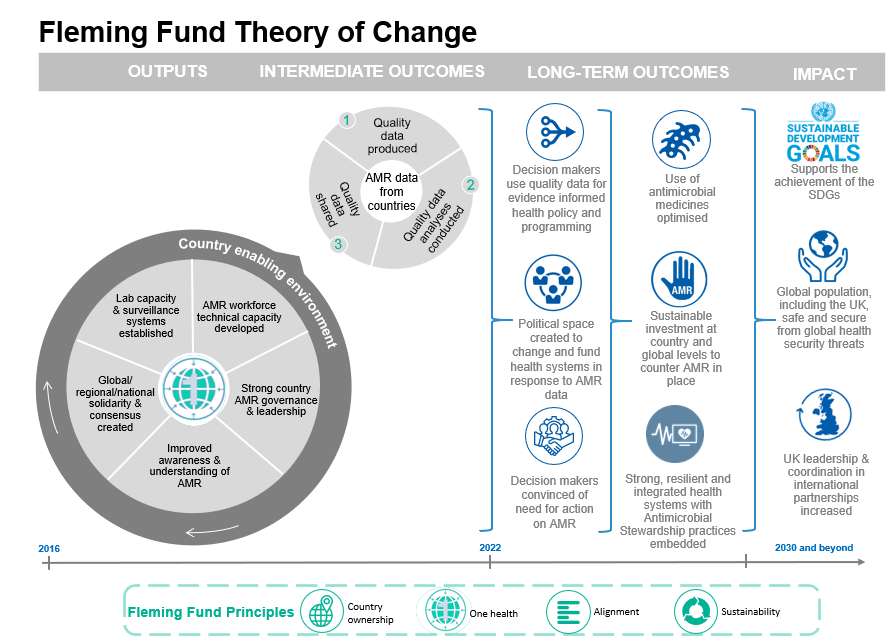 Fleming Fund Theory of Change
OUTPUTS
INTERMEDIATE OUTCOMES
LONG-TERM OUTCOMES
IMPACT
Country enabling environment
Lab capacity
& surveillance
systems
established
AMR workforce
technical capacity
developed
Strong country
AMR governance
& leadership
Improved
awareness &
understanding of
AMR
Global/
regional/national
solidarity &
consensus
created
1
Quality
data
produced
2
Quality data
analyses
conducted
3
Quality
data
shared
AMR data
from
countries
Decision makers
use quality data for
evidence informed
health policy and
programming
Political space
created to
change and fund
health systems in
response to AMR
data
Decision makers
convinced of
need for action
on AMR
Use of
antimicrobial
medicines
optimised
AMR
Sustainable
investment at
country and
global levels to
counter AMR in
place
Strong, resilient and
integrated health
systems with
Antimicrobial
Stewardship practices
embedded
SUSTAINABLE
DEVELOPMENT
GOALS
Supports the
achievement of the
SDGs
Global population,
including the UK,
safe and secure
from global health
security threats
UK leadership &
coordination in
international
partnerships
increased
2016
2022
2030 and beyond
Fleming Fund Principles
Country
ownership
One health
Alignment
Sustainability